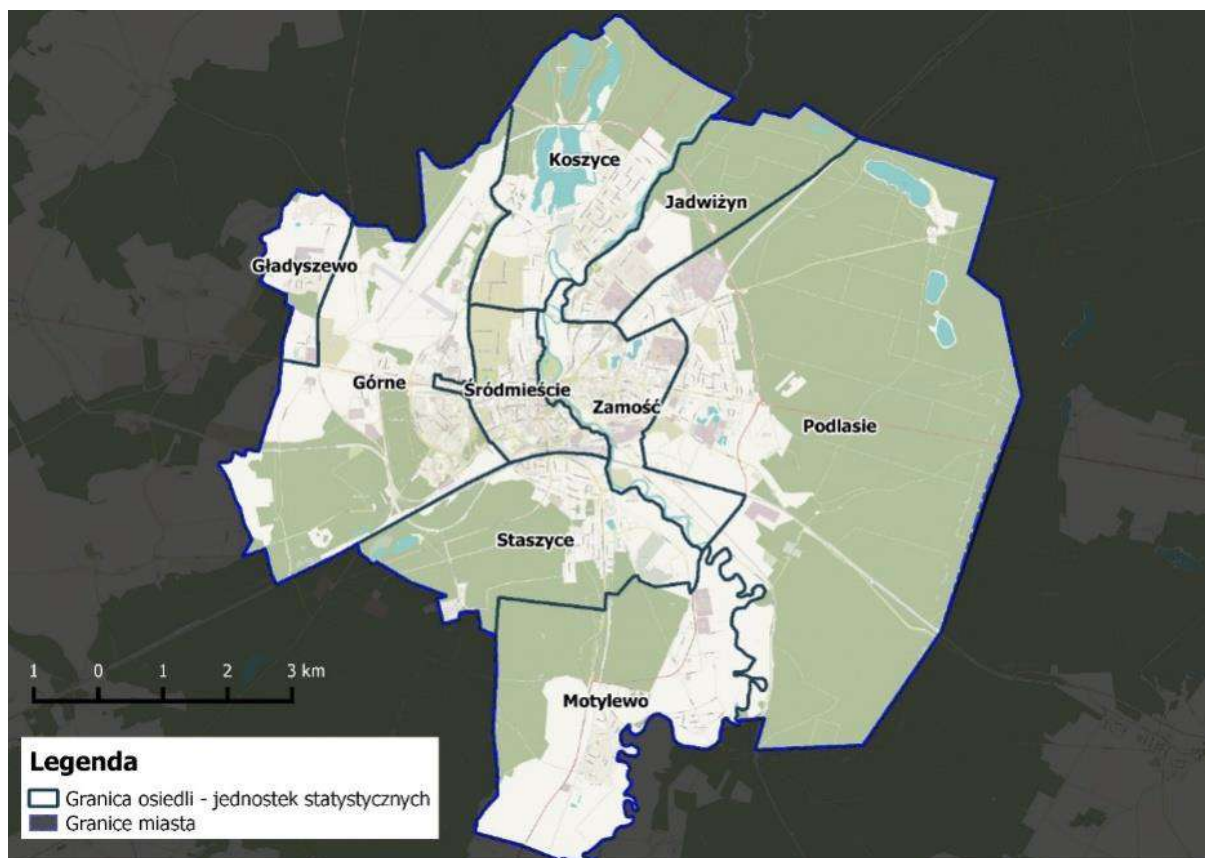 Koszyce
Jadwiżyn
Gładyszewo
Górne
Śródmieście
Zamość
Podlasie
Staszyce
Motylewo
1 0 1 2 3 km
Legenda
Granica osiedli - jednostek statystycznych
Granice miasta